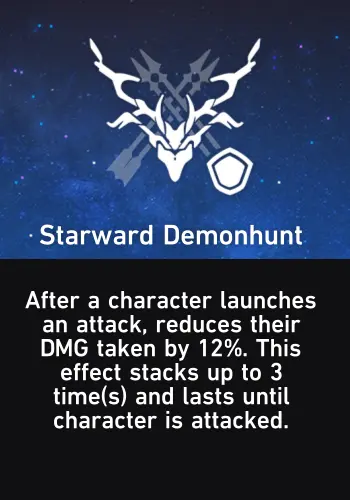 Starward Demonhunt
After a character launches
an attack, reduces their
DMG taken by 12%. This
effect stacks up to 3
time(s) and lasts until
character is attacked.